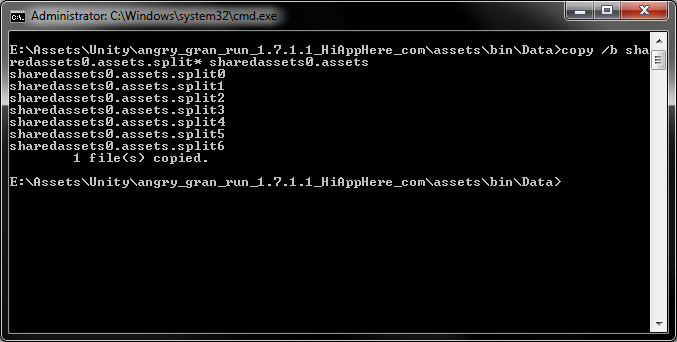 Administrator: C:\Windows\system32\cmd.exe
E:\Assets\Unity\angry_gran_run_1.7.1.1_HiAppHere_com\assets\bin\Data>copy /b sha
redassets0.assets.split* sharedassets0.assets
sharedassets0.assets.split0
sharedassets0.assets.split1
sharedassets0.assets.split2
sharedassets0.assets.split3
sharedassets0.assets.split4
sharedassets0.assets.split5
sharedassets0.assets.split6
        1 file(s) copied.
E:\Assets\Unity\angry_gran_run_1.7.1.1_HiAppHere_com\assets\bin\Data>